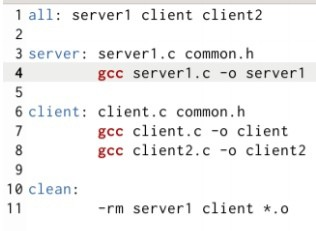 1 all: server1 client client2
2
3 server: server1.c common.h
4 gcc server1.c -o server1
5
6 client: client.c common.h
7 gcc client.c -o client
8 gcc client2.c -o client2
9
10 clean:
11 -rm server1 client *.o